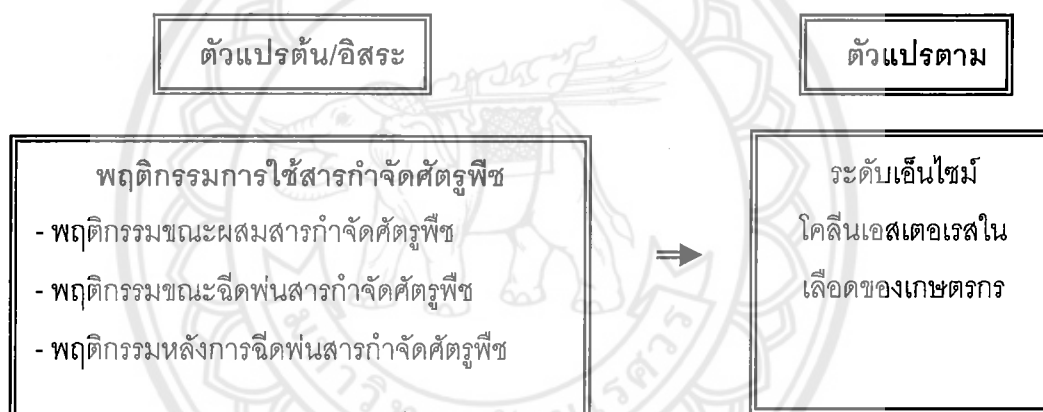 ตัวแปรต้น/อิสระ
ตัวแปรตาม
พฤติกรรมการใช้สารกำจัดศัตรูพืช
- พฤติกรรมขณะผสมสารกำจัดศัตรูพืช
- พฤติกรรมขณะฉีดพ่นสารกำจัดศัตรูพืช
- พฤติกรรมหลังการฉีดพ่นสารกำจัดศัตรูพืช
ระดับเอ็นไซม์
โคลีนเอสเตอเรสใน
เลือดของเกษตรกร